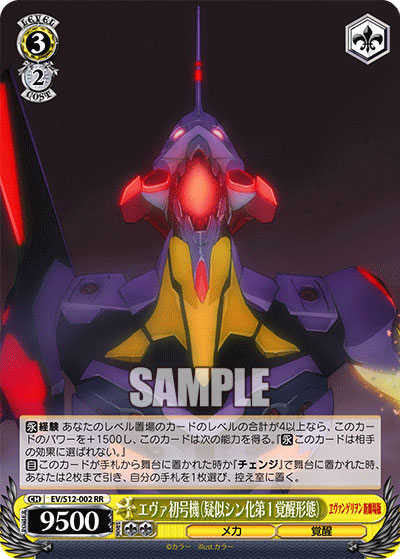 LEVEL
3
2
COST
SAMPLE
永 経験 あなたのレベル置場のカードのレベルの合計が4以上なら、このカード
のパワーを+1500し、このカードは次の能力を得る。『永 このカードは相手
の効果に選ばれない。』
自 このカードが手札から舞台に置かれた時か「チェンジ」で舞台に置かれた
時、カードを2枚まで引き、自分の手札を1枚選び、控え室に置く。
CH EV/S12-002 RR
エヴァ初号機(疑似シン化第1覚醒形態)
ヱヴァンゲリヲン 新劇場版
POWER
9500
メカ
覚醒
©カラー illust.カラー